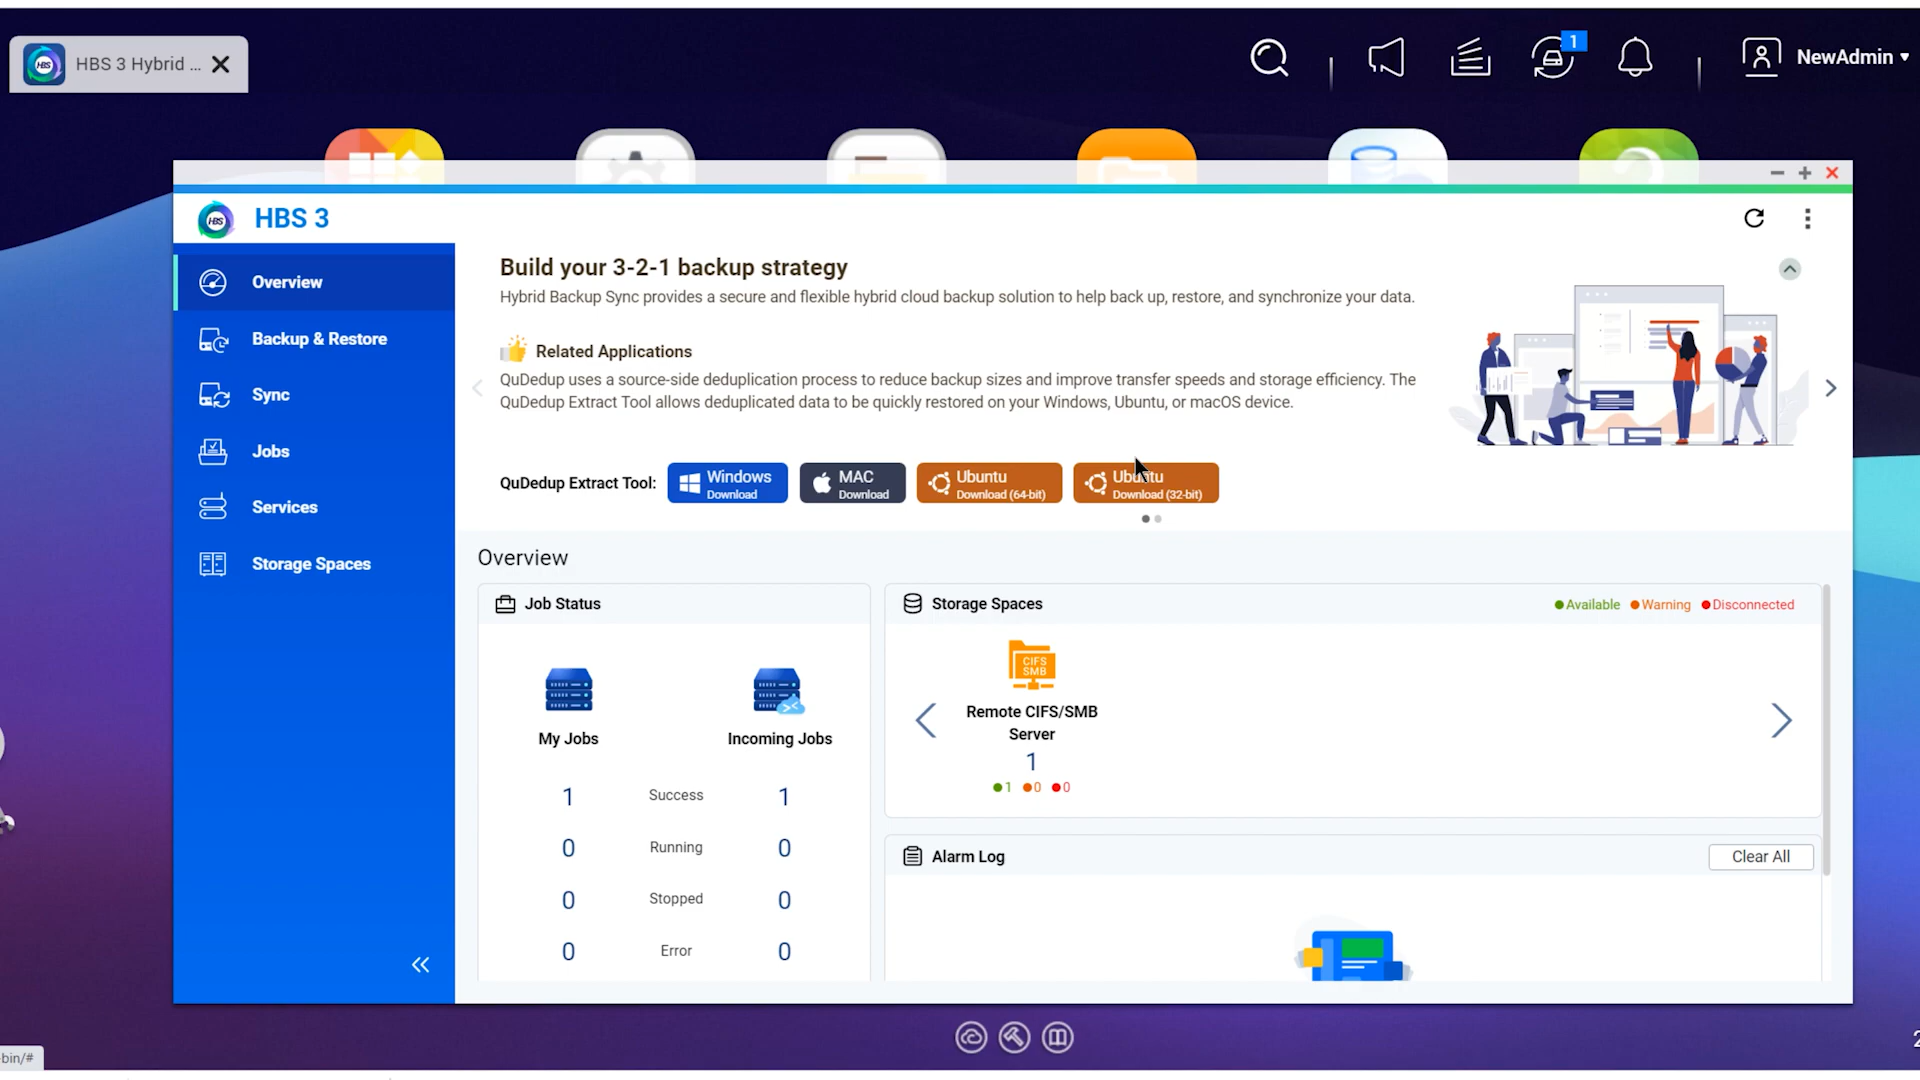 HBS 3 Hybrid ...
1
NewAdmin
HBS
HBS 3
Overview
Backup & Restore
Sync
Jobs
Services
Storage Spaces
Build your 3-2-1 backup strategy
Hybrid Backup Sync provides a secure and flexible hybrid cloud backup solution to help back up, restore, and synchronize your data.
Related Applications
QuDedup uses a source-side deduplication process to reduce backup sizes and improve transfer speeds and storage efficiency. The
QuDedup Extract Tool allows deduplicated data to be quickly restored on your Windows, Ubuntu, or macOS device.
QuDedup Extract Tool:
Windows
Download
MAC
Download
Ubuntu
Download (64-bit)
Ubuntu
Download (32-bit)
Overview
Job Status
My Jobs
Incoming Jobs
1 Success 1
0 Running 0
0 Stopped 0
0 Error 0
Storage Spaces
Available Warning Disconnected
CIFS
SMB
Remote CIFS/SMB
Server
1
1 0 0
Alarm Log
Clear All
bin/#